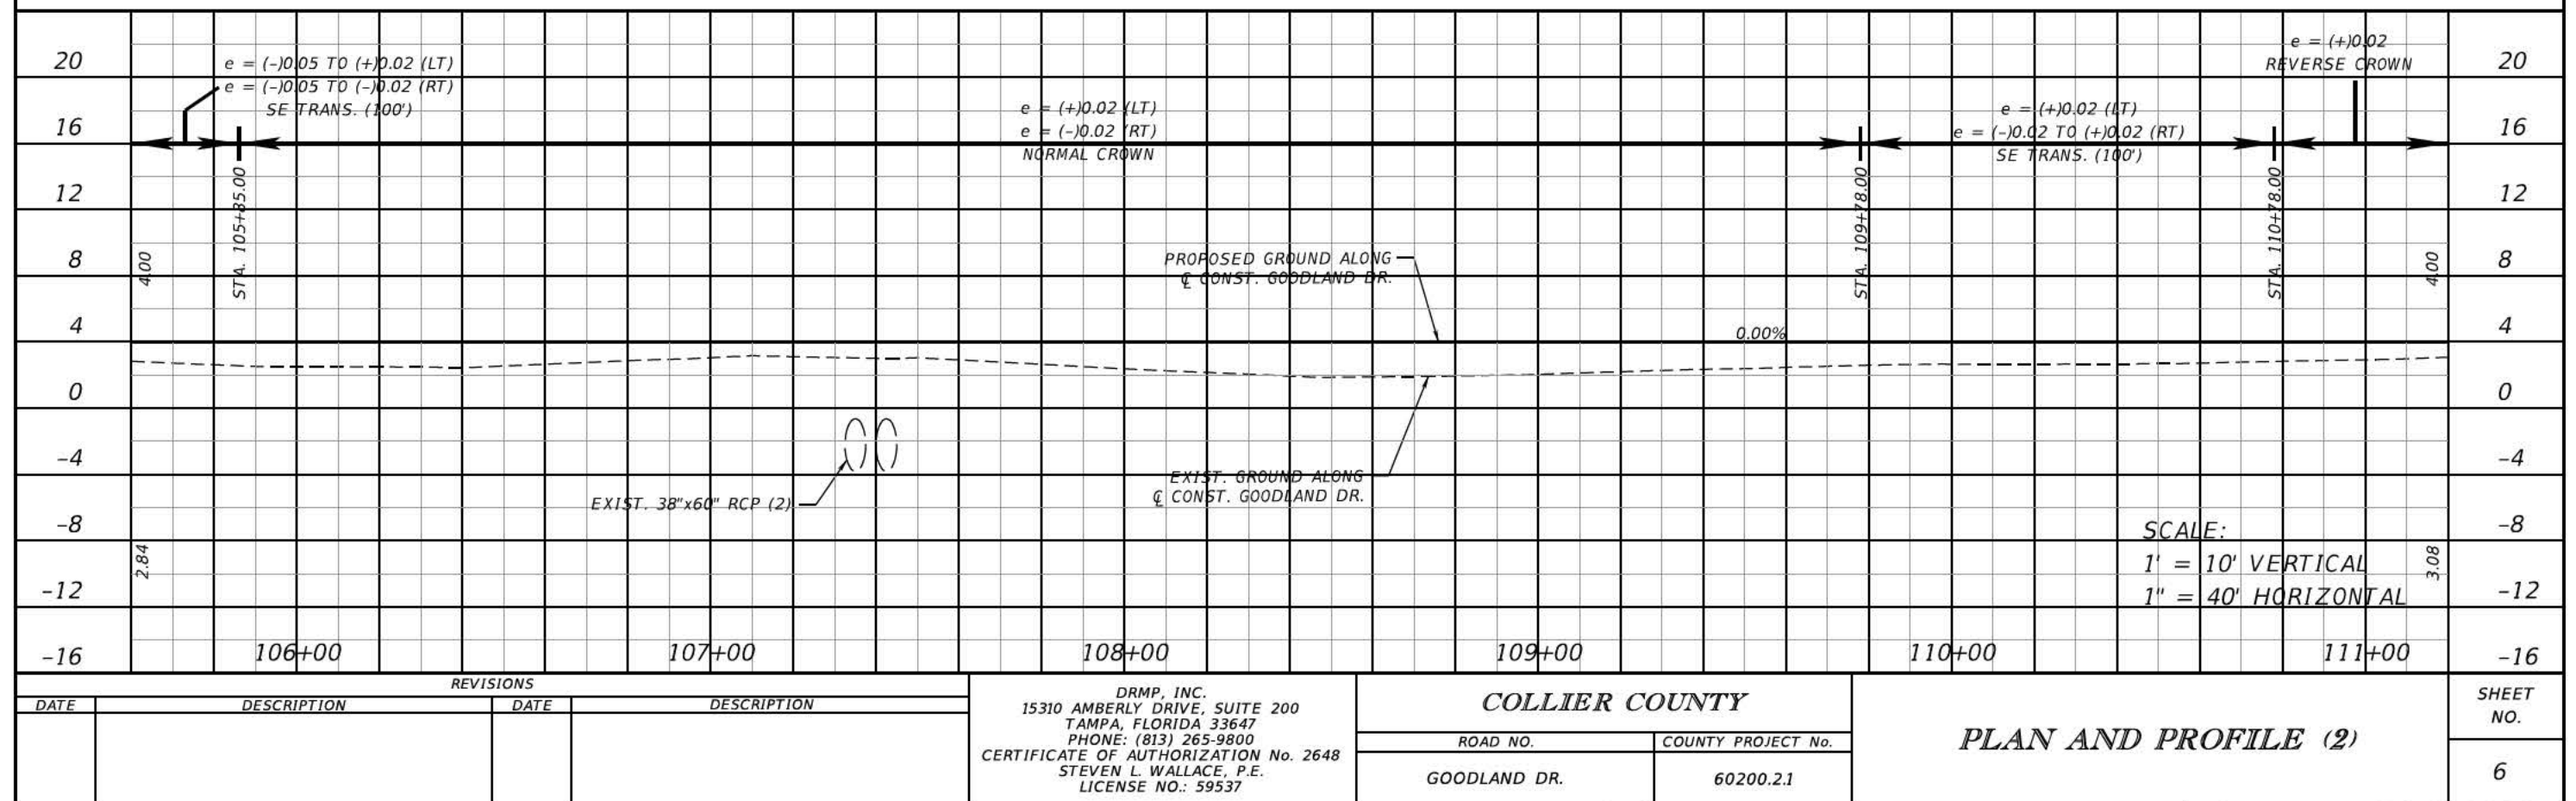 20
16
12
8
4
0
-4
-8
-12
-16
e = (-)0.05 TO (+)0.02 (LT)
e = (-)0.05 TO (-)0.02 (RT)
SE TRANS. (100')
e = (+)0.02 (LT)
e = (-)0.02 (RT)
NORMAL CROWN
e = (+)0.02 (LT)
e = (-)0.02 TO (+)0.02 (RT)
SE TRANS. (100')
e = (+)0.02
REVERSE CROWN
4.00
STA. 105+85.00
STA. 109+78.00
STA. 110+78.00
4.00
PROPOSED GROUND ALONG
℄ CONST. GOODLAND DR.
0.00%
EXIST. 38"x60" RCP (2)
EXIST. GROUND ALONG
℄ CONST. GOODLAND DR.
2.84
3.08
SCALE:
1' = 10' VERTICAL
1" = 40' HORIZONTAL
20
16
12
8
4
0
-4
-8
-12
-16
106+00 107+00 108+00 109+00 110+00 111+00
REVISIONS
DATE DESCRIPTION DATE DESCRIPTION
DRMP, INC.
15310 AMBERLY DRIVE, SUITE 200
TAMPA, FLORIDA 33647
PHONE: (813) 265-9800
CERTIFICATE OF AUTHORIZATION No. 2648
STEVEN L. WALLACE, P.E.
LICENSE NO.: 59537
COLLIER COUNTY
ROAD NO. COUNTY PROJECT No.
GOODLAND DR. 60200.2.1
PLAN AND PROFILE (2)
SHEET
NO.
6